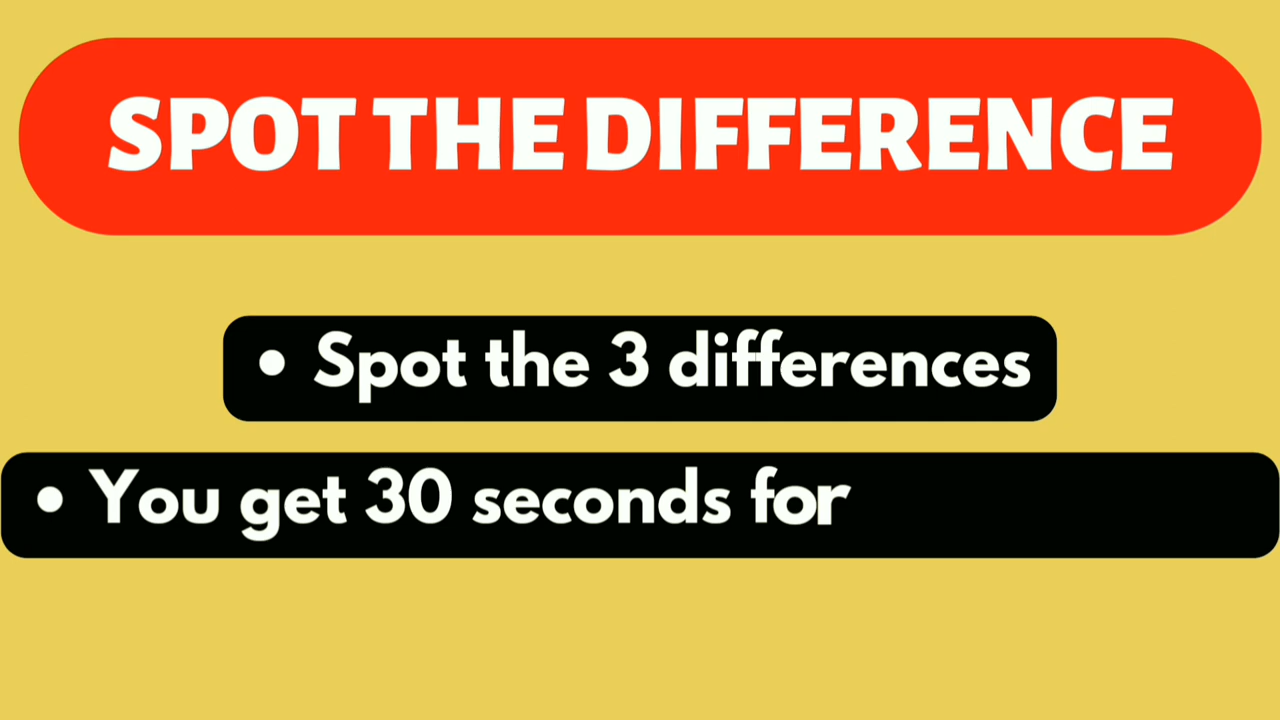 SPOT THE DIFFERENCE
• Spot the 3 differences
• You get 30 seconds for